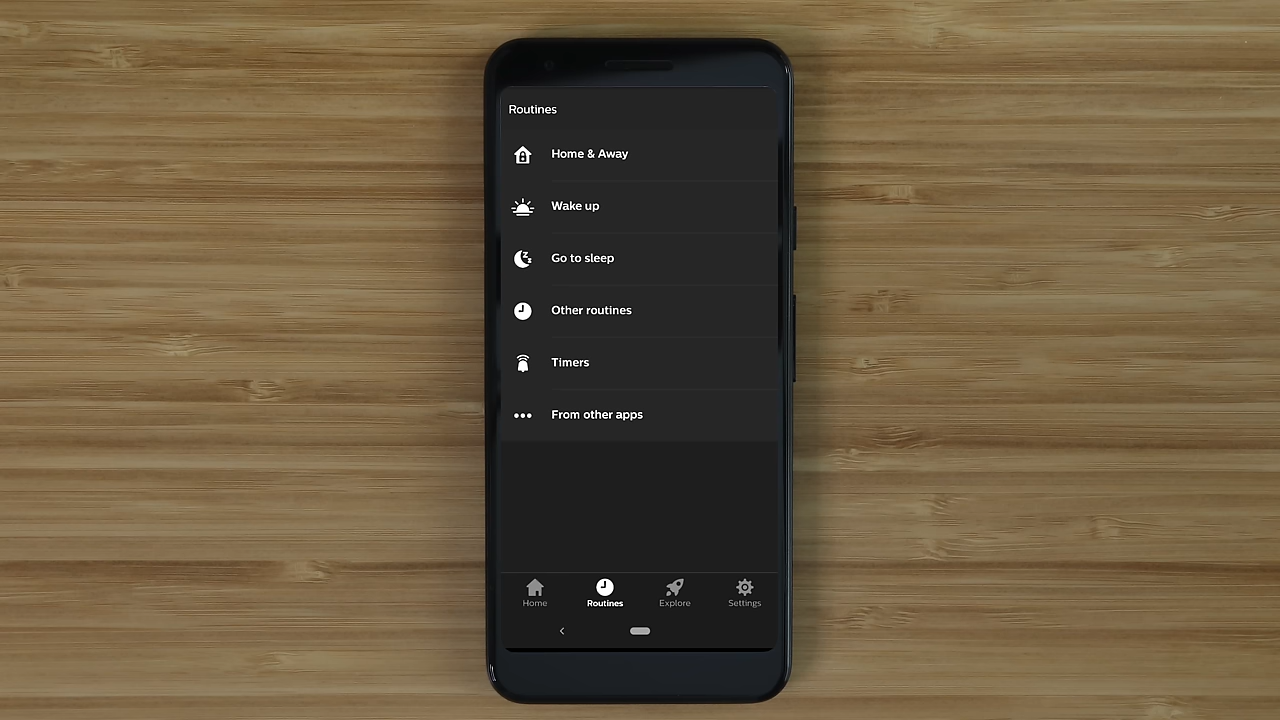 Routines
Home & Away
Wake up
Go to sleep
Other routines
Timers
From other apps
Home
Routines
Explore
Settings